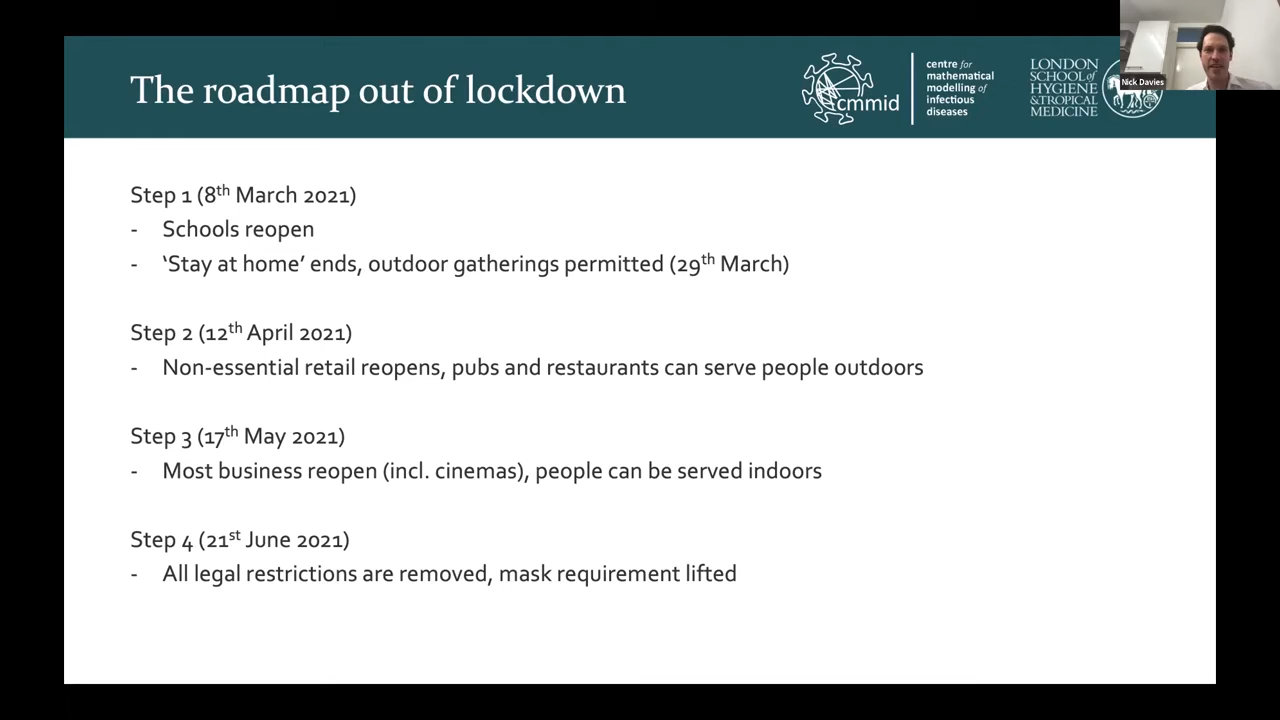 The roadmap out of lockdown
cmmid
centre for
mathematical
modelling of
infectious
diseases
LONDON
SCHOOL of
HYGIENE
& TROPICAL
MEDICINE
Nick Davies
Step 1 (8th March 2021)
- Schools reopen
- ‘Stay at home’ ends, outdoor gatherings permitted (29th March)
Step 2 (12th April 2021)
- Non-essential retail reopens, pubs and restaurants can serve people outdoors
Step 3 (17th May 2021)
- Most business reopen (incl. cinemas), people can be served indoors
Step 4 (21st June 2021)
- All legal restrictions are removed, mask requirement lifted